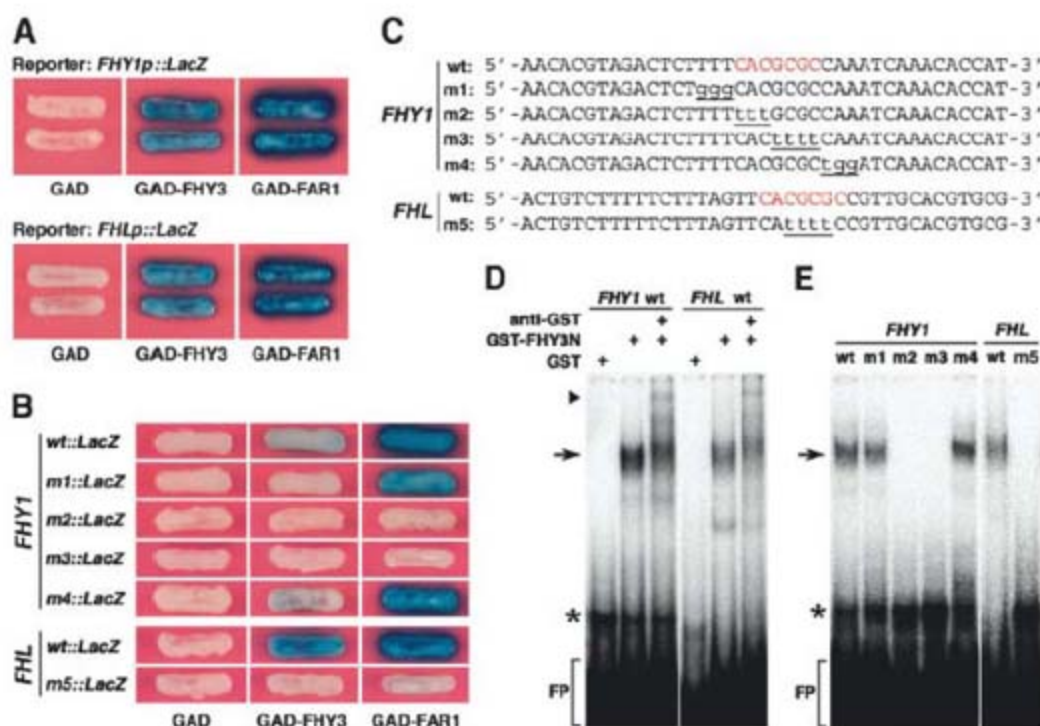 A
Reporter: FHY1p::LacZ
GAD GAD-FHY3 GAD-FAR1
Reporter: FHLp::LacZ
GAD GAD-FHY3 GAD-FAR1
B
FHY1
wt::LacZ
m1::LacZ
m2::LacZ
m3::LacZ
m4::LacZ
FHL
wt::LacZ
m5::LacZ
GAD GAD-FHY3 GAD-FAR1
C
FHY1
wt: 5′-AACACGTAGACTCTTTTCACGCGCCAAATCAAACACCAT-3′
m1: 5′-AACACGTAGACTCTgggCACGCGCCAAATCAAACACCAT-3′
m2: 5′-AACACGTAGACTCTTTTtttGCGCCAAATCAAACACCAT-3′
m3: 5′-AACACGTAGACTCTTTTCACttttCAAATCAAACACCAT-3′
m4: 5′-AACACGTAGACTCTTTTCACGCGCtggATCAAACACCAT-3′
FHL
wt: 5′-ACTGTCTTTTTCTTTAGTTCACGCGCCGTTGCACGTGCG-3′
m5: 5′-ACTGTCTTTTTCTTTAGTTCAttttCCGTTGCACGTGCG-3′
D
FHY1 wt FHL wt
anti-GST + +
GST-FHY3N + + + +
GST + +
*
FP
E
FHY1 FHL
wt m1 m2 m3 m4 wt m5
*
FP